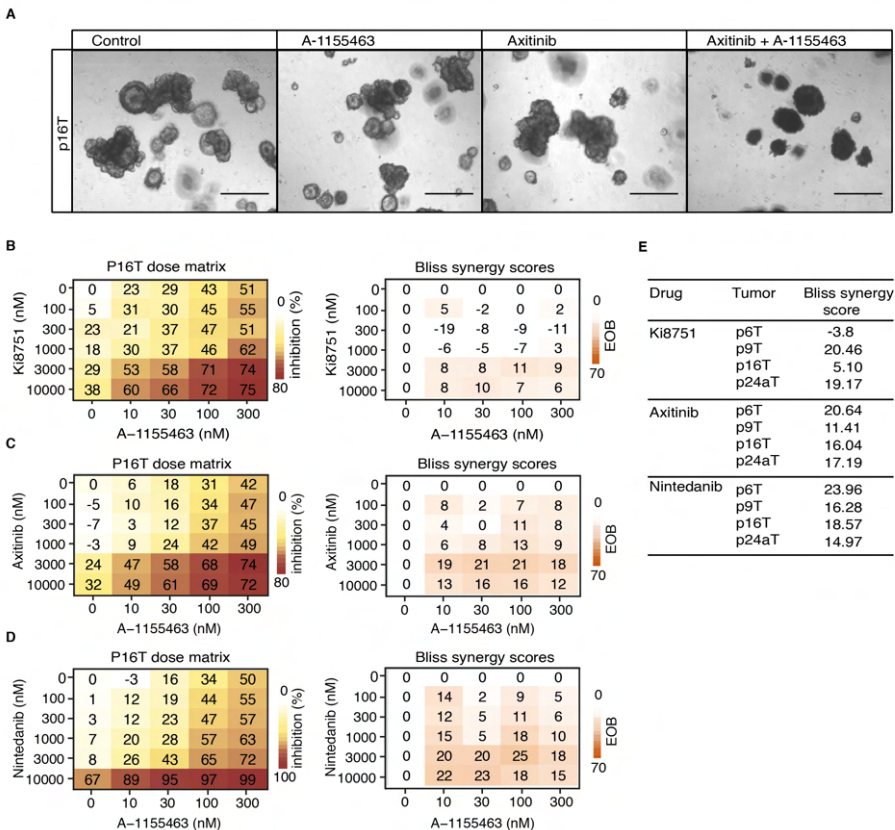 A
Control
A-1155463
Axitinib
Axitinib + A-1155463
p16T
B
P16T dose matrix
Ki8751 (nM)
0 0 23 29 43 51
100 5 31 30 45 55
300 23 21 37 47 51
1000 18 30 37 46 62
3000 29 53 58 71 74
10000 38 60 66 72 75
0 10 30 100 300
A−1155463 (nM)
0
inhibition (%)
80
Bliss synergy scores
0 0 0 0 0
0 5 -2 0 2
0 -19 -8 -9 -11
0 -6 -5 -7 3
0 8 8 11 9
0 8 10 7 6
0 10 30 100 300
A−1155463 (nM)
0
EOB
70
C
P16T dose matrix
Axitinib (nM)
0 0 6 18 31 42
100 -5 10 16 34 47
300 -7 3 12 37 45
1000 -3 9 24 42 49
3000 24 47 58 68 74
10000 32 49 61 69 72
0 10 30 100 300
A−1155463 (nM)
0
inhibition (%)
80
Bliss synergy scores
0 0 0 0 0
0 8 2 7 8
0 4 0 11 8
0 6 8 13 9
0 19 21 21 18
0 13 16 16 12
0 10 30 100 300
A−1155463 (nM)
0
EOB
70
D
P16T dose matrix
Nintedanib (nM)
0 0 -3 16 34 50
100 1 12 19 44 55
300 3 12 23 47 57
1000 7 20 28 57 63
3000 8 26 43 65 72
10000 67 89 95 97 99
0 10 30 100 300
A−1155463 (nM)
0
inhibition (%)
100
Bliss synergy scores
0 0 0 0 0
0 14 2 9 5
0 12 5 11 6
0 15 5 18 10
0 20 20 25 18
0 22 23 18 15
0 10 30 100 300
A−1155463 (nM)
0
EOB
70
E
Drug Tumor Bliss synergy
score
Ki8751 p6T -3.8
p9T 20.46
p16T 5.10
p24aT 19.17
Axitinib p6T 20.64
p9T 11.41
p16T 16.04
p24aT 17.19
Nintedanib p6T 23.96
p9T 16.28
p16T 18.57
p24aT 14.97